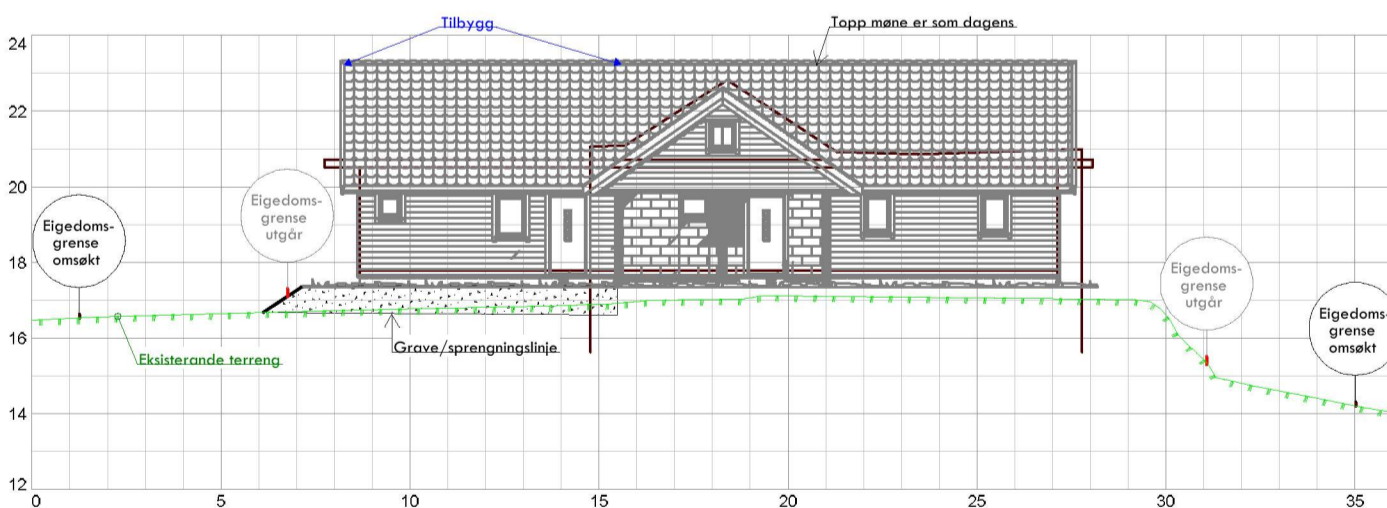 Tilbygg
Topp møne er som dagens
24
22
20
18
16
14
12
Eigedoms-
grense
omsøkt
Eigedoms-
grense
utgår
Eigedoms-
grense
utgår
Eigedoms-
grense
omsøkt
Grave/sprengningslinje
Eksisterande terreng
0
5
10
15
20
25
30
35